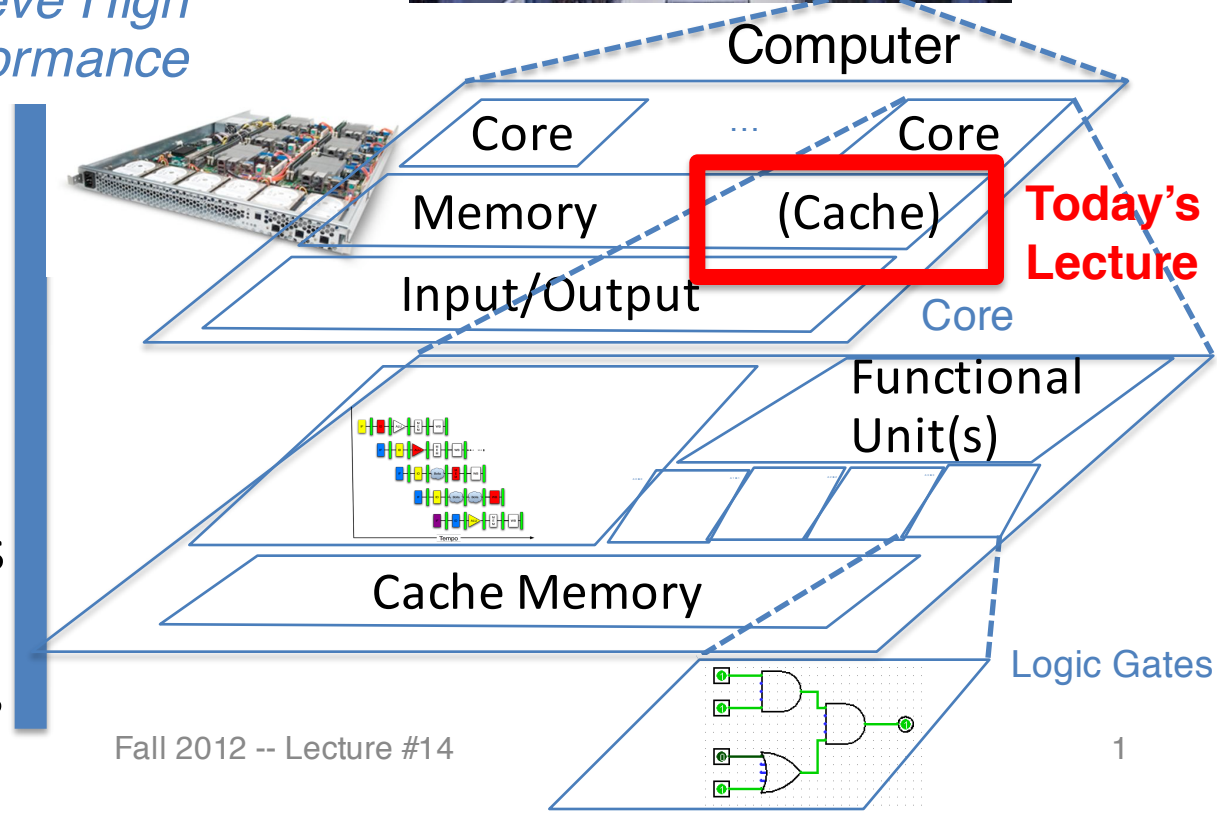 eve High
ormance
Computer
Core
...
Core
Memory
(Cache)
Today's
Lecture
Input/Output
Core
Functional
Unit(s)
Tempo
Cache Memory
s
Logic Gates
Fall 2012 -- Lecture #14
1